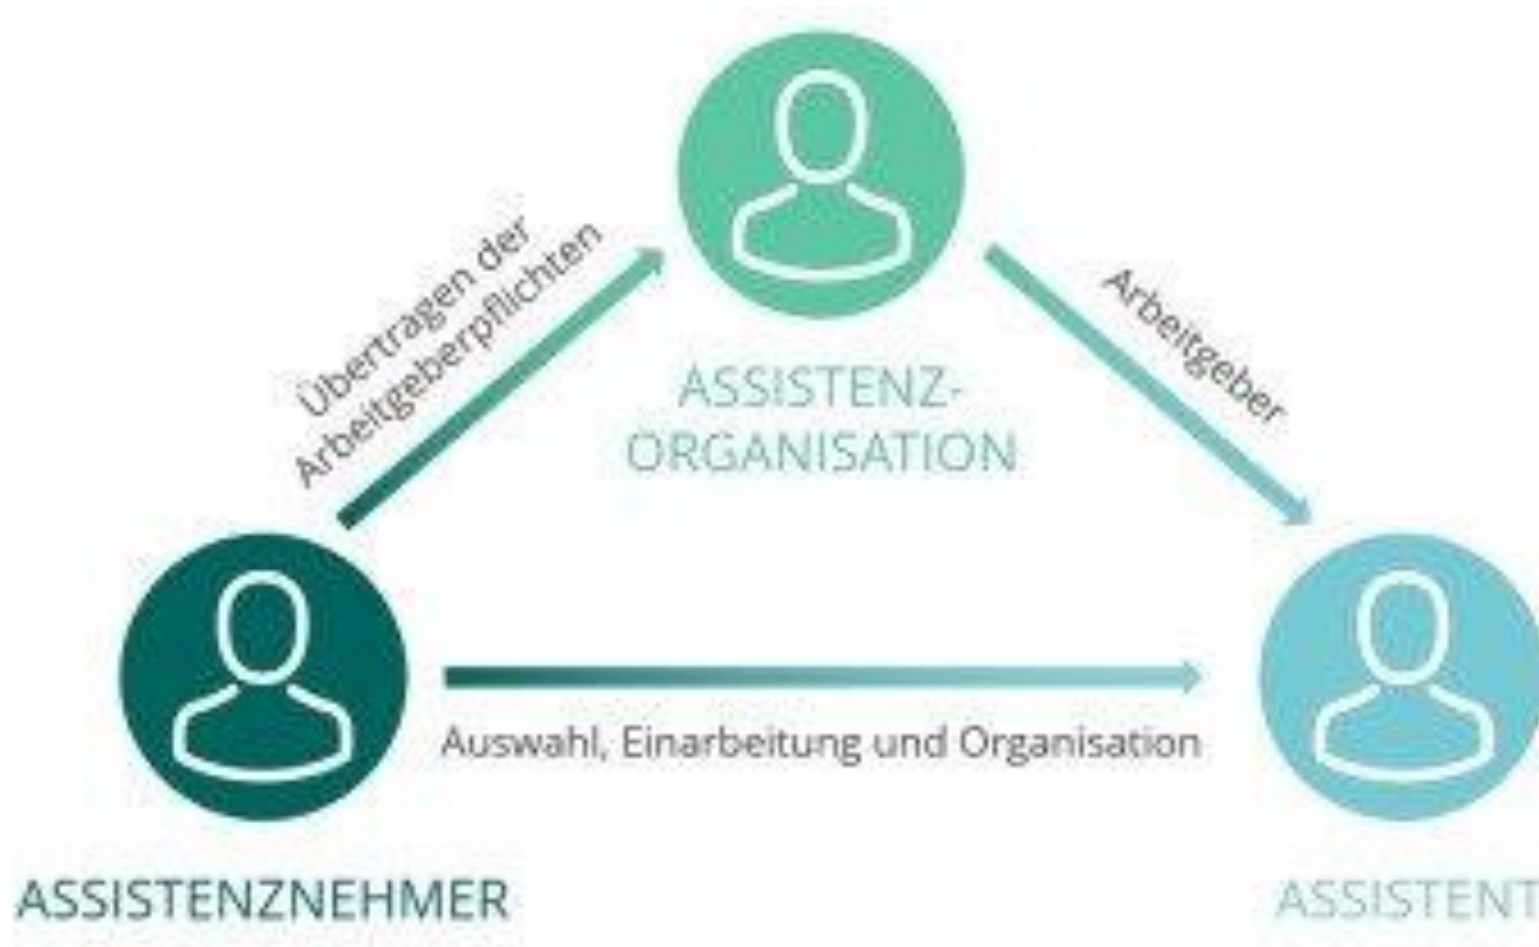 Übertragen der
Arbeitgeberpflichten
Arbeitgeber
ASSISTENZ-
ORGANISATION
Auswahl, Einarbeitung und Organisation
ASSISTENZNEHMER
ASSISTENT